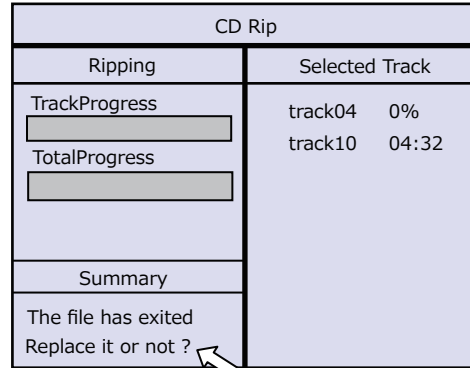 CD Rip
Ripping
Selected Track
TrackProgress
TotalProgress
track04 0%
track10 04:32
Summary
The file has exited
Replace it or not ?